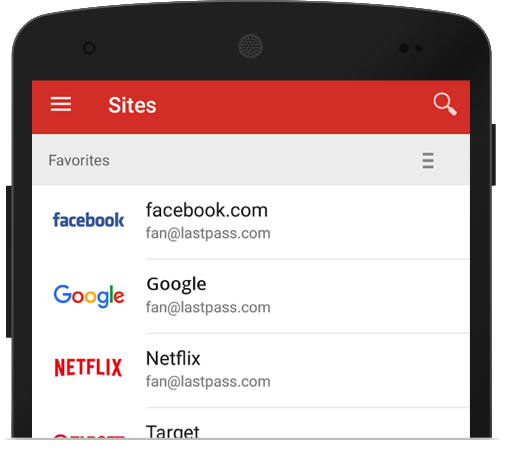 Sites
Favorites
facebook
facebook.com
fan@lastpass.com
Google
Google
fan@lastpass.com
NETFLIX
Netflix
fan@lastpass.com
TARGET
Target